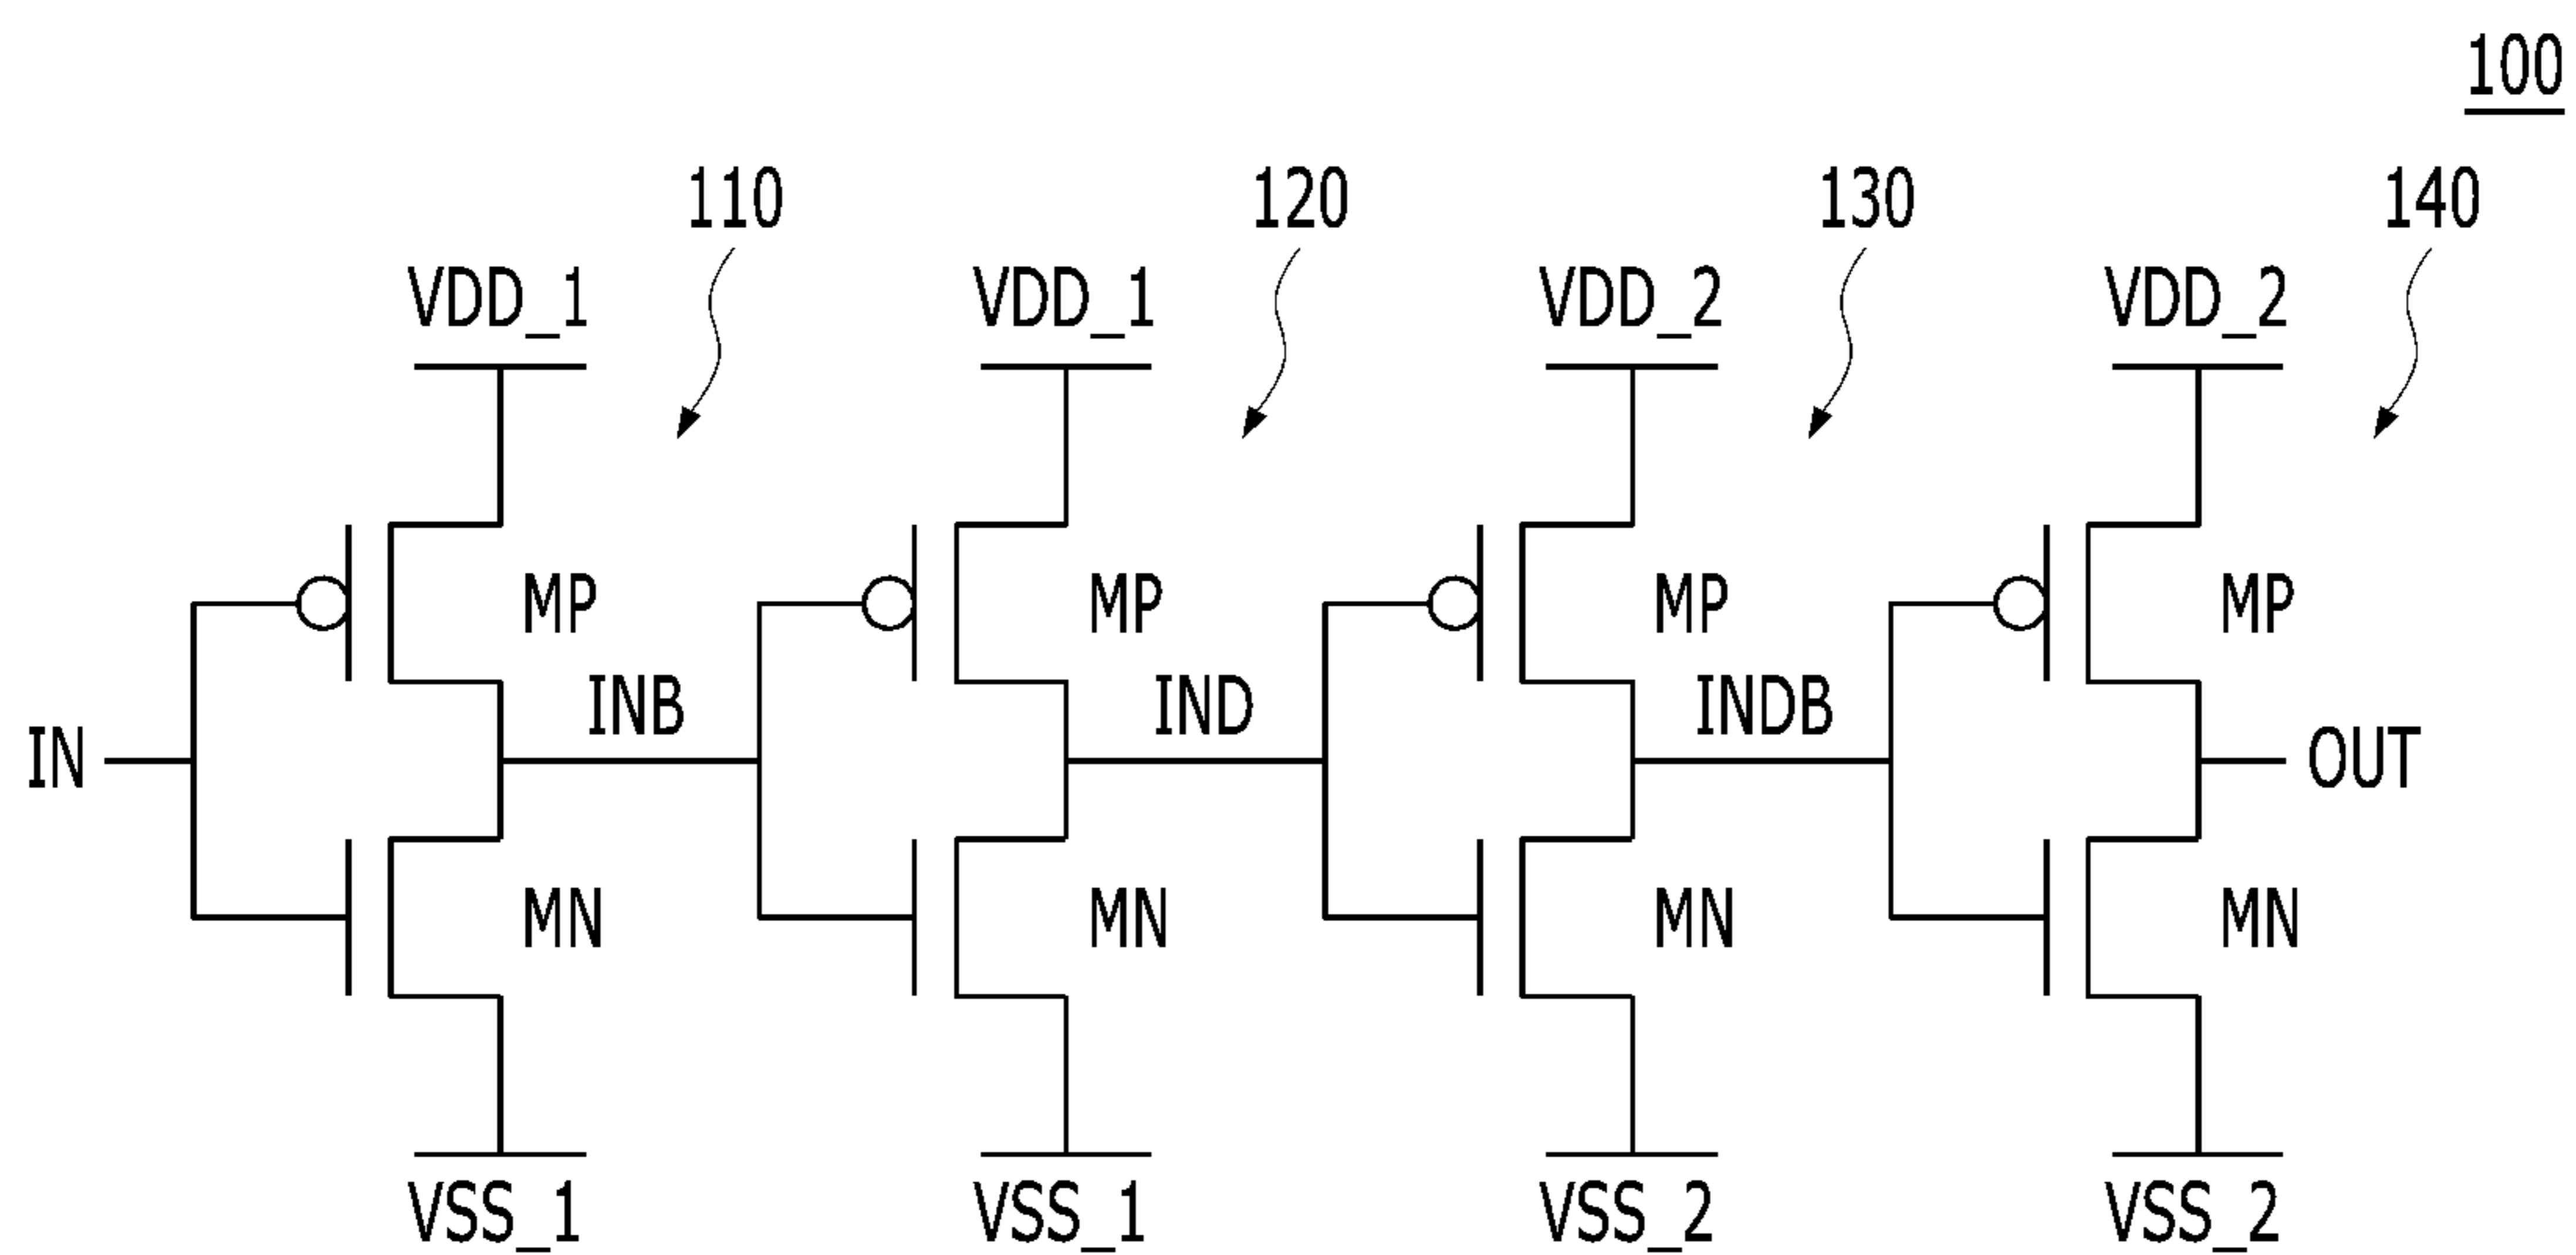 100
110 120 130 140
VDD_1 VDD_1 VDD_2 VDD_2
MP MP MP MP
INB IND INDB
IN OUT
MN MN MN MN
VSS_1 VSS_1 VSS_2 VSS_2